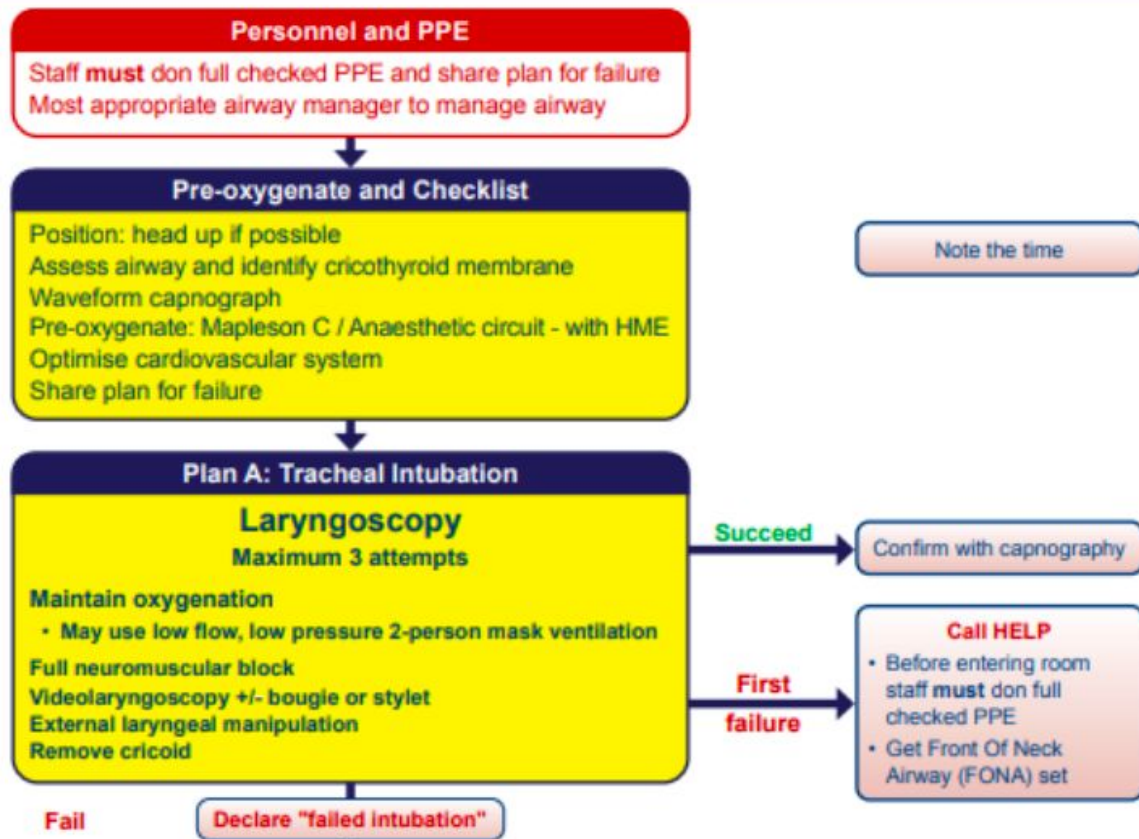 Personnel and PPE
Staff must don full checked PPE and share plan for failure
Most appropriate airway manager to manage airway
Pre-oxygenate and Checklist
Position: head up if possible
Assess airway and identify cricothyroid membrane
Waveform capnograph
Pre-oxygenate: Mapleson C / Anaesthetic circuit - with HME
Optimise cardiovascular system
Share plan for failure
Note the time
Plan A: Tracheal Intubation
Laryngoscopy
Maximum 3 attempts
Maintain oxygenation
• May use low flow, low pressure 2-person mask ventilation
Full neuromuscular block
Videolaryngoscopy +/- bougie or stylet
External laryngeal manipulation
Remove cricoid
Succeed
Confirm with capnography
First
failure
Call HELP
• Before entering room
staff must don full
checked PPE
• Get Front Of Neck
Airway (FONA) set
Fail
Declare "failed intubation"